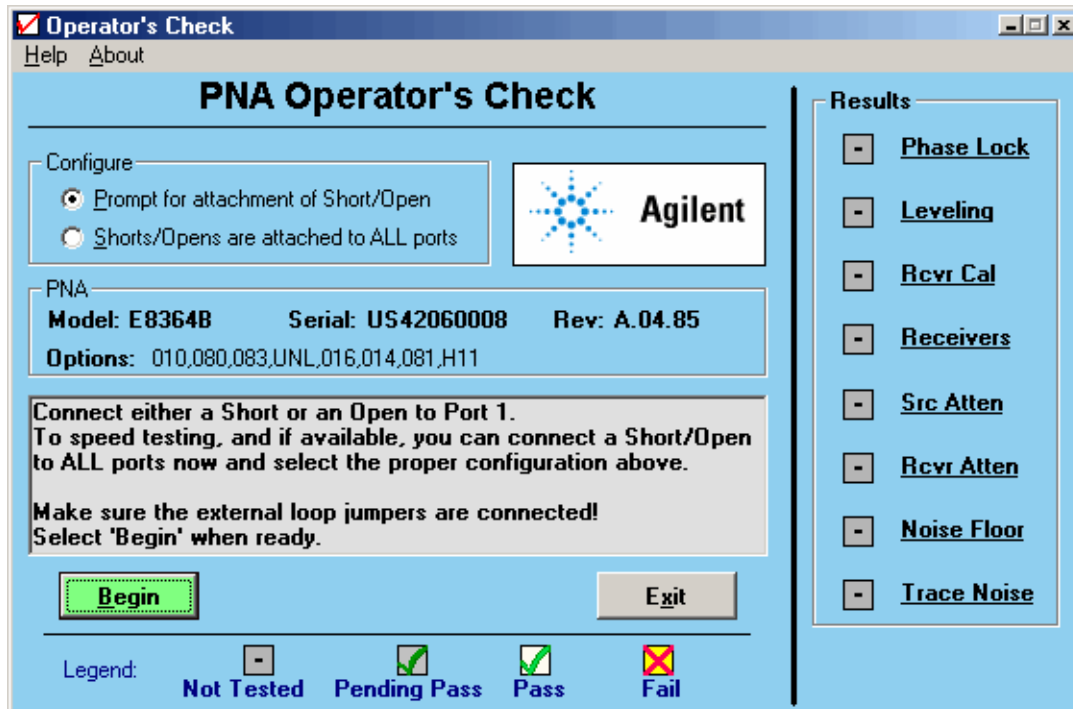 Operator's Check
Help About
PNA Operator's Check
Configure
Prompt for attachment of Short/Open
Shorts/Opens are attached to ALL ports
Agilent
PNA
Model: E8364B Serial: US42060008 Rev: A.04.85
Options: 010,080,083,UNL,016,014,081,H11
Connect either a Short or an Open to Port 1.
To speed testing, and if available, you can connect a Short/Open
to ALL ports now and select the proper configuration above.
Make sure the external loop jumpers are connected!
Select 'Begin' when ready.
Begin Exit
Legend:
- Not Tested
Pending Pass
Pass
Fail
Results
- Phase Lock
- Leveling
- Rcvr Cal
- Receivers
- Src Atten
- Rcvr Atten
- Noise Floor
- Trace Noise